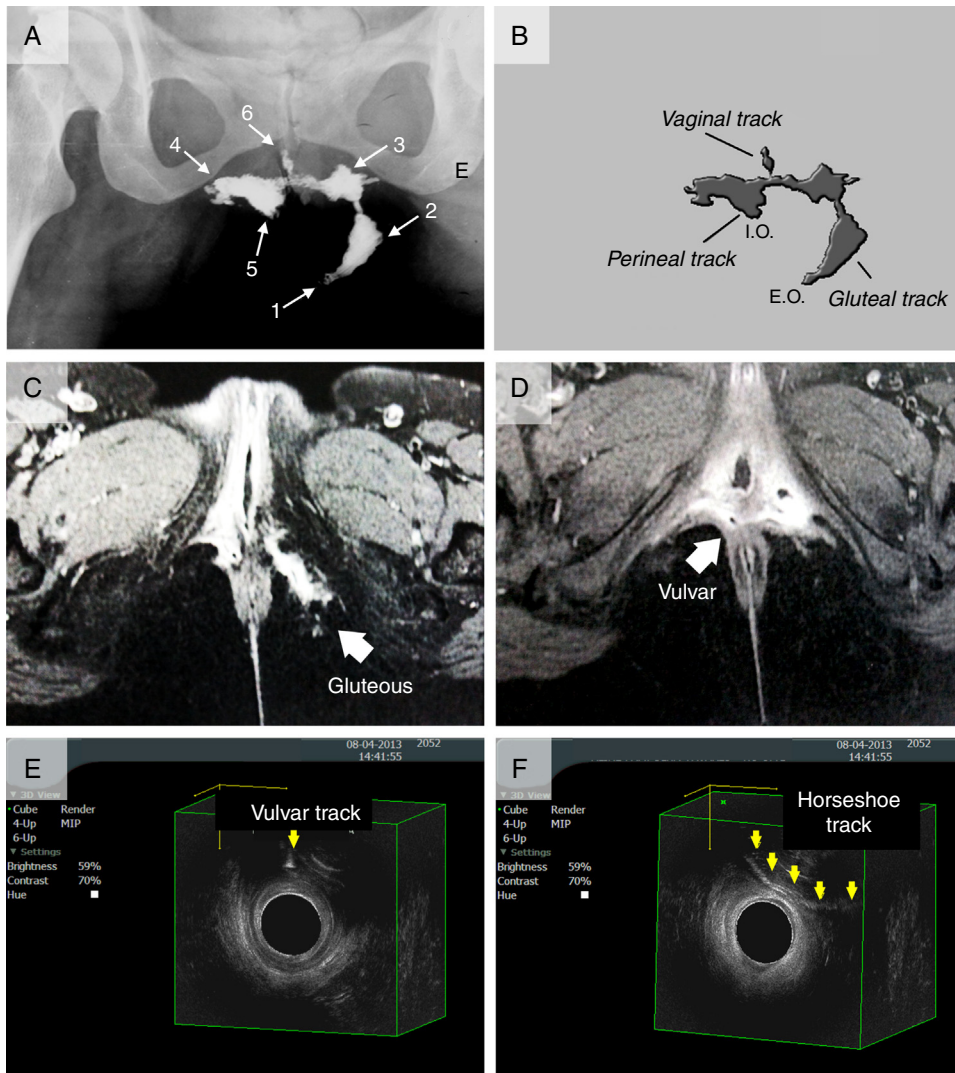 A
6
4
3
E
2
5
1
B
Vaginal track
I.O.
Perineal track
E.O.
Gluteal track
C
Gluteous
D
Vulvar
E
08-04-2013 2052
14:41:55
▼ 3D View
Cube Render
4-Up MIP
6-Up
▼ Settings
Brightness 59%
Contrast 70%
Hue
Vulvar track
F
08-04-2013 2052
14:41:55
▼ 3D View
Cube Render
4-Up MIP
6-Up
▼ Settings
Brightness 59%
Contrast 70%
Hue
Horseshoe
track